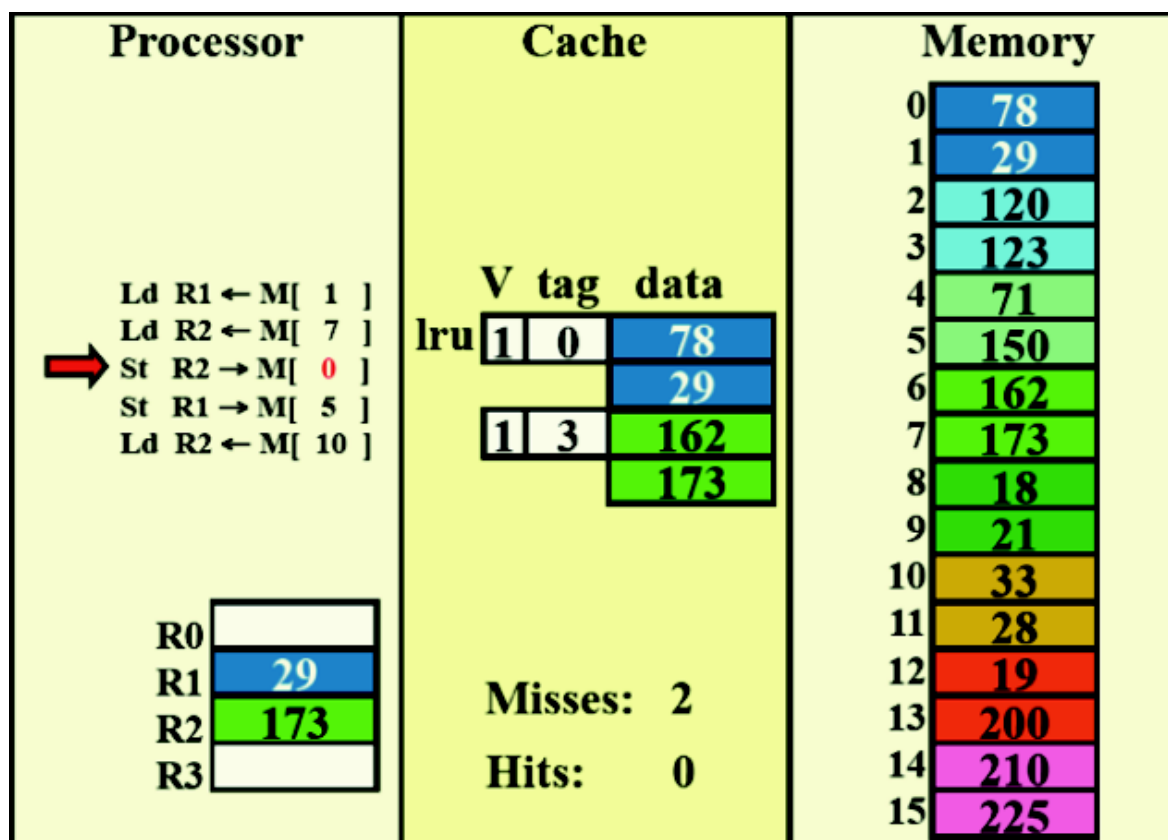 Processor
Ld R1 ← M[ 1 ]
Ld R2 ← M[ 7 ]
St R2 → M[ 0 ]
St R1 → M[ 5 ]
Ld R2 ← M[ 10 ]
R0
R1 29
R2 173
R3
Cache
V tag data
lru 1 0 78
29
1 3 162
173
Misses: 2
Hits: 0
Memory
0 78
1 29
2 120
3 123
4 71
5 150
6 162
7 173
8 18
9 21
10 33
11 28
12 19
13 200
14 210
15 225